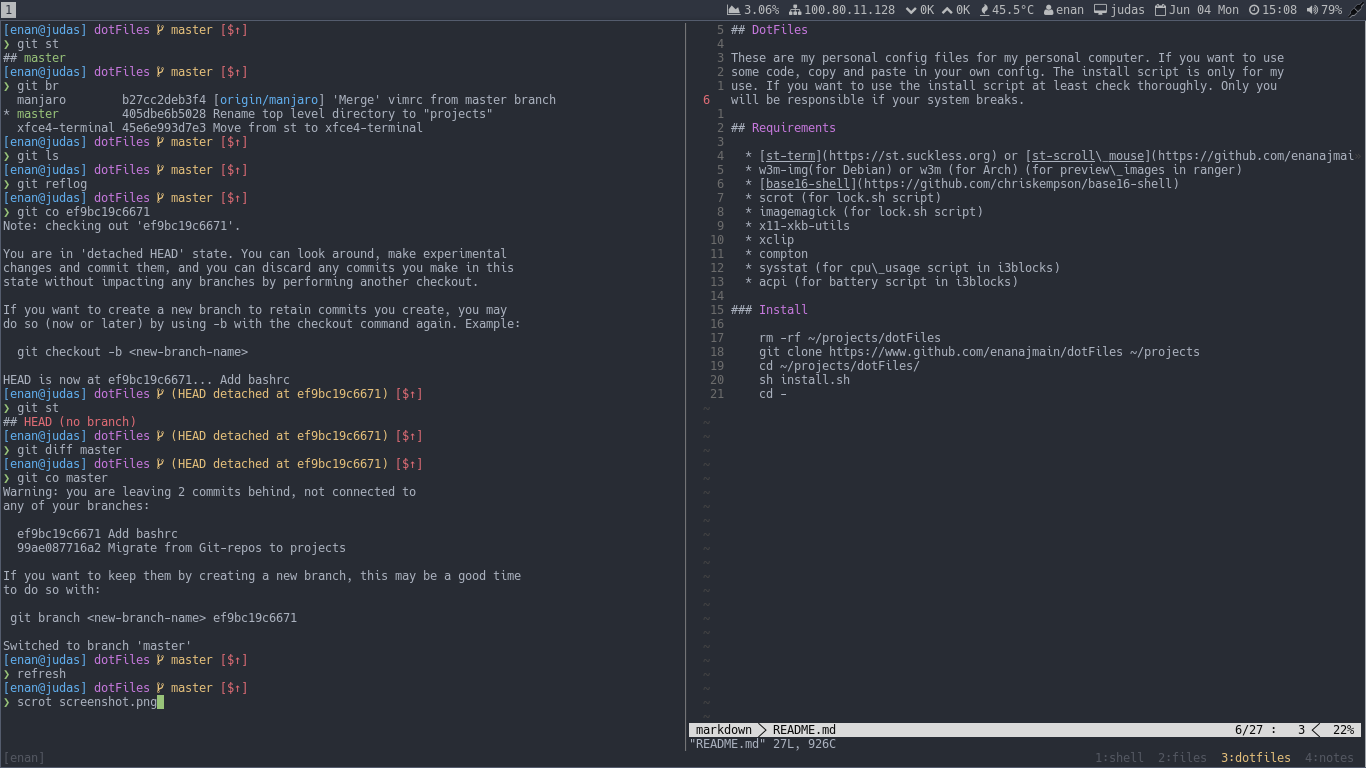 1 3.06% 100.80.11.128 0K 0K 45.5°C enan judas Jun 04 Mon 15:08 79%
[enan@judas] dotFiles master [$↑]
❯ git st
## master
[enan@judas] dotFiles master [$↑]
❯ git br
manjaro b27cc2deb3f4 [origin/manjaro] 'Merge' vimrc from master branch
* master 405dbe6b5028 Rename top level directory to "projects"
xfce4-terminal 45e6e993d7e3 Move from st to xfce4-terminal
[enan@judas] dotFiles master [$↑]
❯ git ls
[enan@judas] dotFiles master [$↑]
❯ git reflog
[enan@judas] dotFiles master [$↑]
❯ git co ef9bc19c6671
Note: checking out 'ef9bc19c6671'.
You are in 'detached HEAD' state. You can look around, make experimental
changes and commit them, and you can discard any commits you make in this
state without impacting any branches by performing another checkout.
If you want to create a new branch to retain commits you create, you may
do so (now or later) by using -b with the checkout command again. Example:
git checkout -b <new-branch-name>
HEAD is now at ef9bc19c6671... Add bashrc
[enan@judas] dotFiles (HEAD detached at ef9bc19c6671) [$↑]
❯ git st
## HEAD (no branch)
[enan@judas] dotFiles (HEAD detached at ef9bc19c6671) [$↑]
❯ git diff master
[enan@judas] dotFiles (HEAD detached at ef9bc19c6671) [$↑]
❯ git co master
Warning: you are leaving 2 commits behind, not connected to
any of your branches:
ef9bc19c6671 Add bashrc
99ae087716a2 Migrate from Git-repos to projects
If you want to keep them by creating a new branch, this may be a good time
to do so with:
git branch <new-branch-name> ef9bc19c6671
Switched to branch 'master'
[enan@judas] dotFiles master [$↑]
❯ refresh
[enan@judas] dotFiles master [$↑]
❯ scrot screenshot.png
5 ## DotFiles
4
3 These are my personal config files for my personal computer. If you want to use
2 some code, copy and paste in your own config. The install script is only for my
1 use. If you want to use the install script at least check thoroughly. Only you
6 will be responsible if your system breaks.
1
2 ## Requirements
3
4 * [st-term](https://st.suckless.org) or [st-scroll\_mouse](https://github.com/enanajmai
5 * w3m-img(for Debian) or w3m (for Arch) (for preview\_images in ranger)
6 * [base16-shell](https://github.com/chriskempson/base16-shell)
7 * scrot (for lock.sh script)
8 * imagemagick (for lock.sh script)
9 * x11-xkb-utils
10 * xclip
11 * compton
12 * sysstat (for cpu\_usage script in i3blocks)
13 * acpi (for battery script in i3blocks)
14
15 ### Install
16
17 rm -rf ~/projects/dotFiles
18 git clone https://www.github.com/enanajmain/dotFiles ~/projects
19 cd ~/projects/dotFiles/
20 sh install.sh
21 cd -
markdown README.md 6/27 : 3 22%
"README.md" 27L, 926C
[enan] 1:shell 2:files 3:dotfiles 4:notes